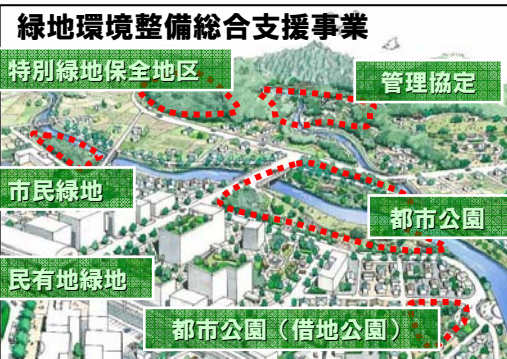 緑地環境整備総合支援事業
特別緑地保全地区
管理協定
市民緑地
都市公園
民有地緑地
都市公園（借地公園）